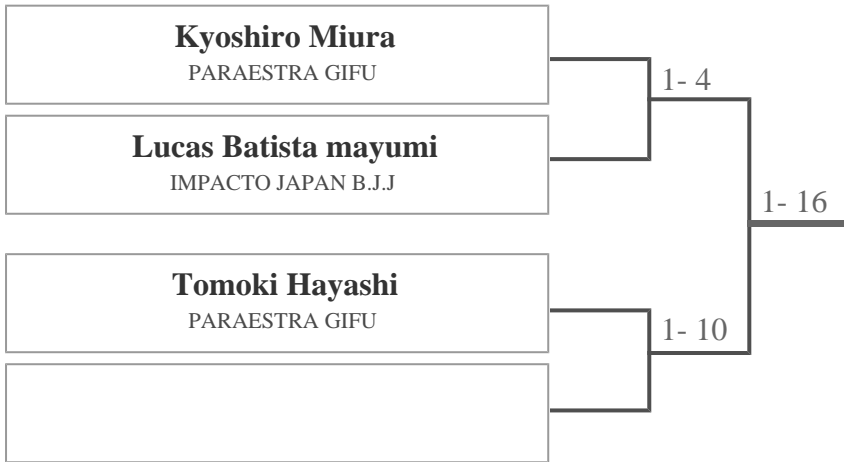 Kyoshiro Miura
PARAESTRA GIFU
1- 4
Lucas Batista mayumi
IMPACTO JAPAN B.J.J
1- 16
Tomoki Hayashi
PARAESTRA GIFU
1- 10